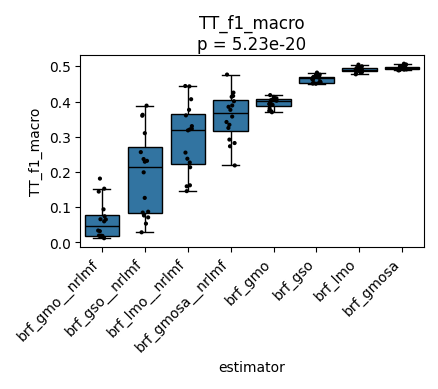 TT_f1_macro
p = 5.23e-20
TT_f1_macro
0.5
0.4
0.3
0.2
0.1
0.0
brf_gmo__nrlmf
brf_gso__nrlmf
brf_lmo__nrlmf
brf_gmosa__nrlmf
brf_gmo
brf_gso
brf_lmo
brf_gmosa
estimator